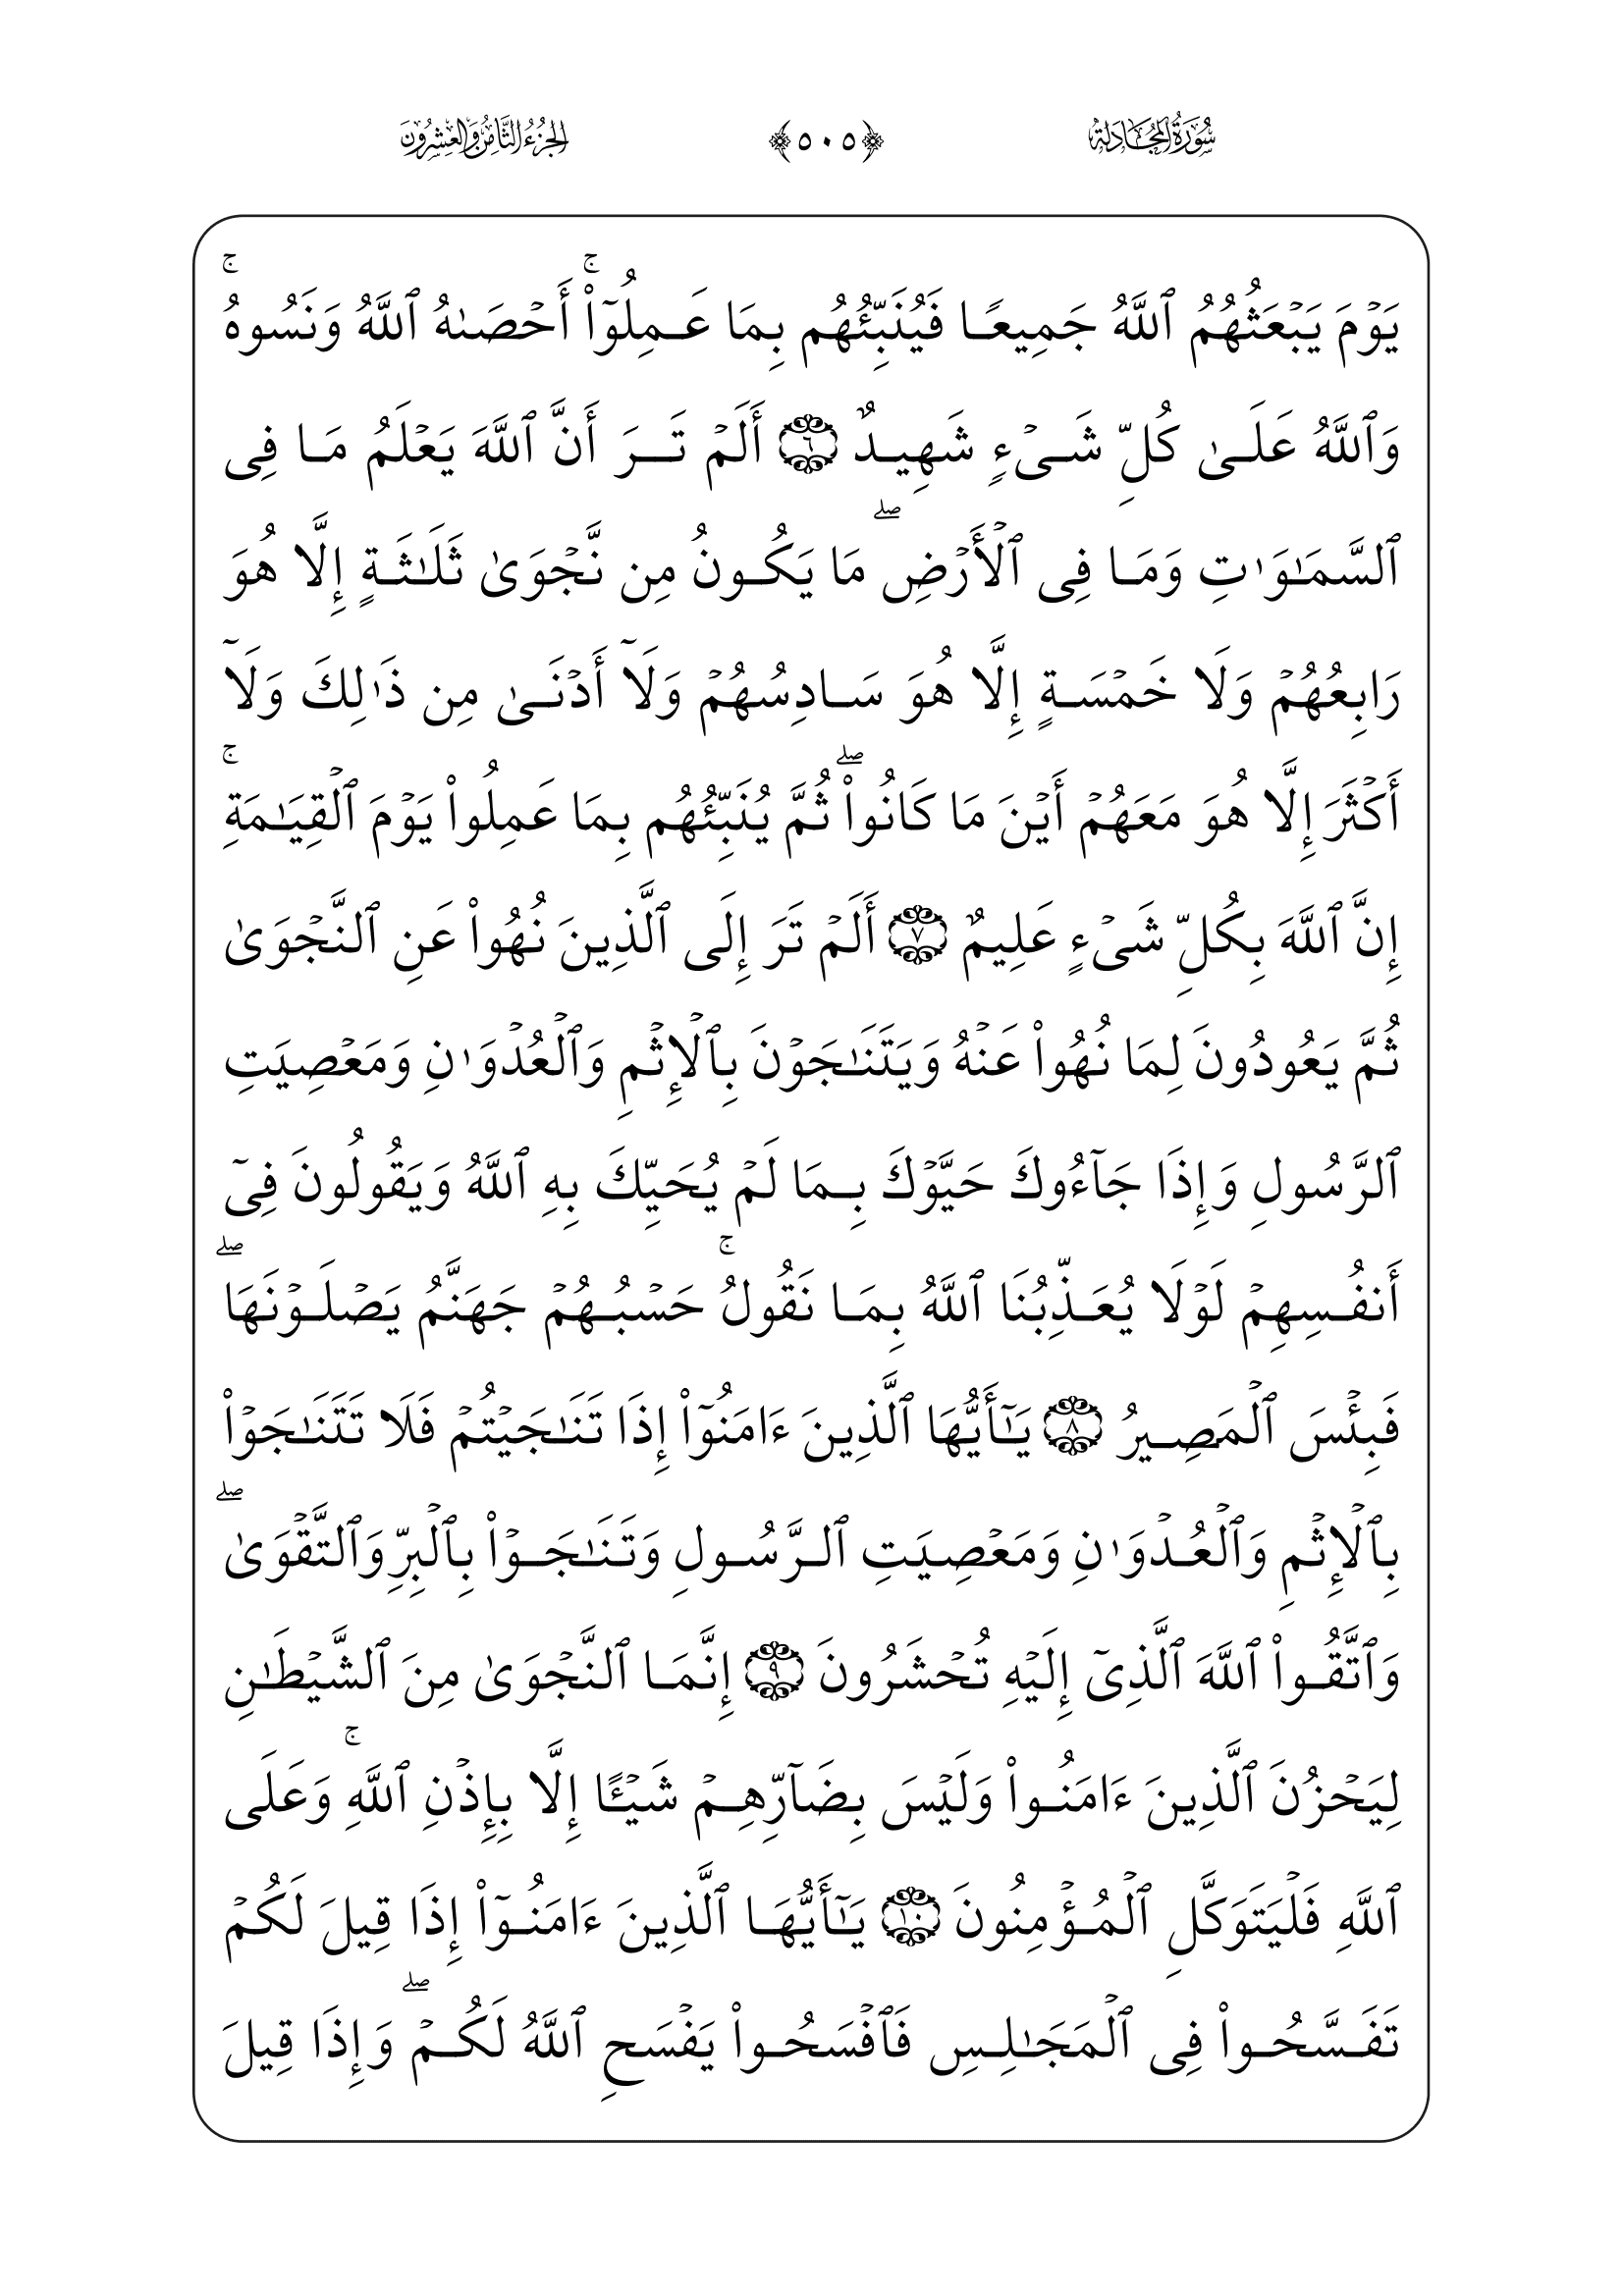 سُورَةُ المُجَادلة ﴿٥٠٥﴾ الجُزْءُ الثَّامِنُ وَالعِشِرُونَ
يَوۡمَ يَبۡعَثُهُمُ ٱللَّهُ جَمِيعًا فَيُنَبِّئُهُم بِمَا عَمِلُوٓاْۚ أَحۡصَىٰهُ ٱللَّهُ وَنَسُوهُۚ
وَٱللَّهُ عَلَىٰ كُلِّ شَيۡءٖ شَهِيدٌ ٦ أَلَمۡ تَرَ أَنَّ ٱللَّهَ يَعۡلَمُ مَا فِي
ٱلسَّمَٰوَٰتِ وَمَا فِي ٱلۡأَرۡضِۖ مَا يَكُونُ مِن نَّجۡوَىٰ ثَلَٰثَةٍ إِلَّا هُوَ
رَابِعُهُمۡ وَلَا خَمۡسَةٍ إِلَّا هُوَ سَادِسُهُمۡ وَلَآ أَدۡنَىٰ مِن ذَٰلِكَ وَلَآ
أَكۡثَرَ إِلَّا هُوَ مَعَهُمۡ أَيۡنَ مَا كَانُواْۖ ثُمَّ يُنَبِّئُهُم بِمَا عَمِلُواْ يَوۡمَ ٱلۡقِيَٰمَةِۚ
إِنَّ ٱللَّهَ بِكُلِّ شَيۡءٍ عَلِيمٌ ٧ أَلَمۡ تَرَ إِلَى ٱلَّذِينَ نُهُواْ عَنِ ٱلنَّجۡوَىٰ
ثُمَّ يَعُودُونَ لِمَا نُهُواْ عَنۡهُ وَيَتَنَٰجَوۡنَ بِٱلۡإِثۡمِ وَٱلۡعُدۡوَٰنِ وَمَعۡصِيَتِ
ٱلرَّسُولِ وَإِذَا جَآءُوكَ حَيَّوۡكَ بِمَا لَمۡ يُحَيِّكَ بِهِ ٱللَّهُ وَيَقُولُونَ فِيٓ
أَنفُسِهِمۡ لَوۡلَا يُعَذِّبُنَا ٱللَّهُ بِمَا نَقُولُۚ حَسۡبُهُمۡ جَهَنَّمُ يَصۡلَوۡنَهَاۖ
فَبِئۡسَ ٱلۡمَصِيرُ ٨ يَٰٓأَيُّهَا ٱلَّذِينَ ءَامَنُوٓاْ إِذَا تَنَٰجَيۡتُمۡ فَلَا تَتَنَٰجَوۡاْ
بِٱلۡإِثۡمِ وَٱلۡعُدۡوَٰنِ وَمَعۡصِيَتِ ٱلرَّسُولِ وَتَنَٰجَوۡاْ بِٱلۡبِرِّ وَٱلتَّقۡوَىٰۖ
وَٱتَّقُواْ ٱللَّهَ ٱلَّذِيٓ إِلَيۡهِ تُحۡشَرُونَ ٩ إِنَّمَا ٱلنَّجۡوَىٰ مِنَ ٱلشَّيۡطَٰنِ
لِيَحۡزُنَ ٱلَّذِينَ ءَامَنُواْ وَلَيۡسَ بِضَآرِّهِمۡ شَيۡـًٔا إِلَّا بِإِذۡنِ ٱللَّهِۚ وَعَلَى
ٱللَّهِ فَلۡيَتَوَكَّلِ ٱلۡمُؤۡمِنُونَ ١٠ يَٰٓأَيُّهَا ٱلَّذِينَ ءَامَنُوٓاْ إِذَا قِيلَ لَكُمۡ
تَفَسَّحُواْ فِي ٱلۡمَجَٰلِسِ فَٱفۡسَحُواْ يَفۡسَحِ ٱللَّهُ لَكُمۡۖ وَإِذَا قِيلَ